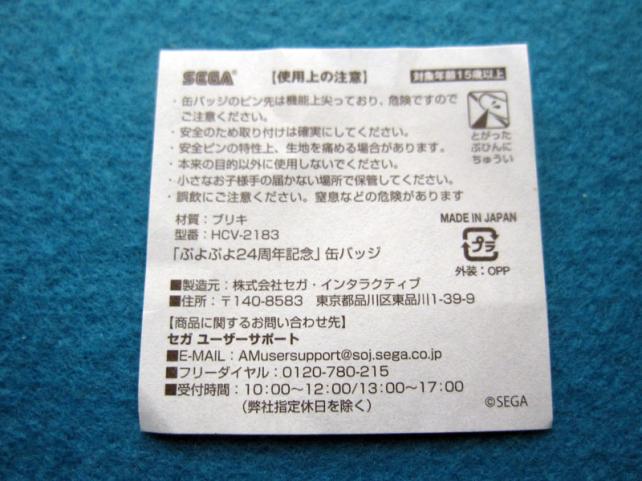 SEGA® 【使用上の注意】 対象年齢15歳以上
・缶バッジのピン先は機能上尖っており、危険ですので
ご注意ください。
・安全のため取り付けは確実にしてください。
・安全ピンの特性上、生地を痛める場合があります。
・本来の目的以外に使用しないでください。
・小さなお子様手の届かない場所で保管してください。
・誤飲にご注意ください。窒息などの危険があります
とがった
ぶひんに
ちゅうい
材質：ブリキ
型番：HCV-2183
「ぷよぷよ24周年記念」缶バッジ
MADE IN JAPAN
プラ
外装：OPP
■製造元：株式会社セガ・インタラクティブ
■住所：〒140-8583 東京都品川区東品川1-39-9
【商品に関するお問い合わせ先】
セガ ユーザーサポート
■E-MAIL：AMusersupport@soj.sega.co.jp
■フリーダイヤル：0120-780-215
■受付時間：10:00～12:00/13:00～17:00
（弊社指定休日を除く）
©SEGA